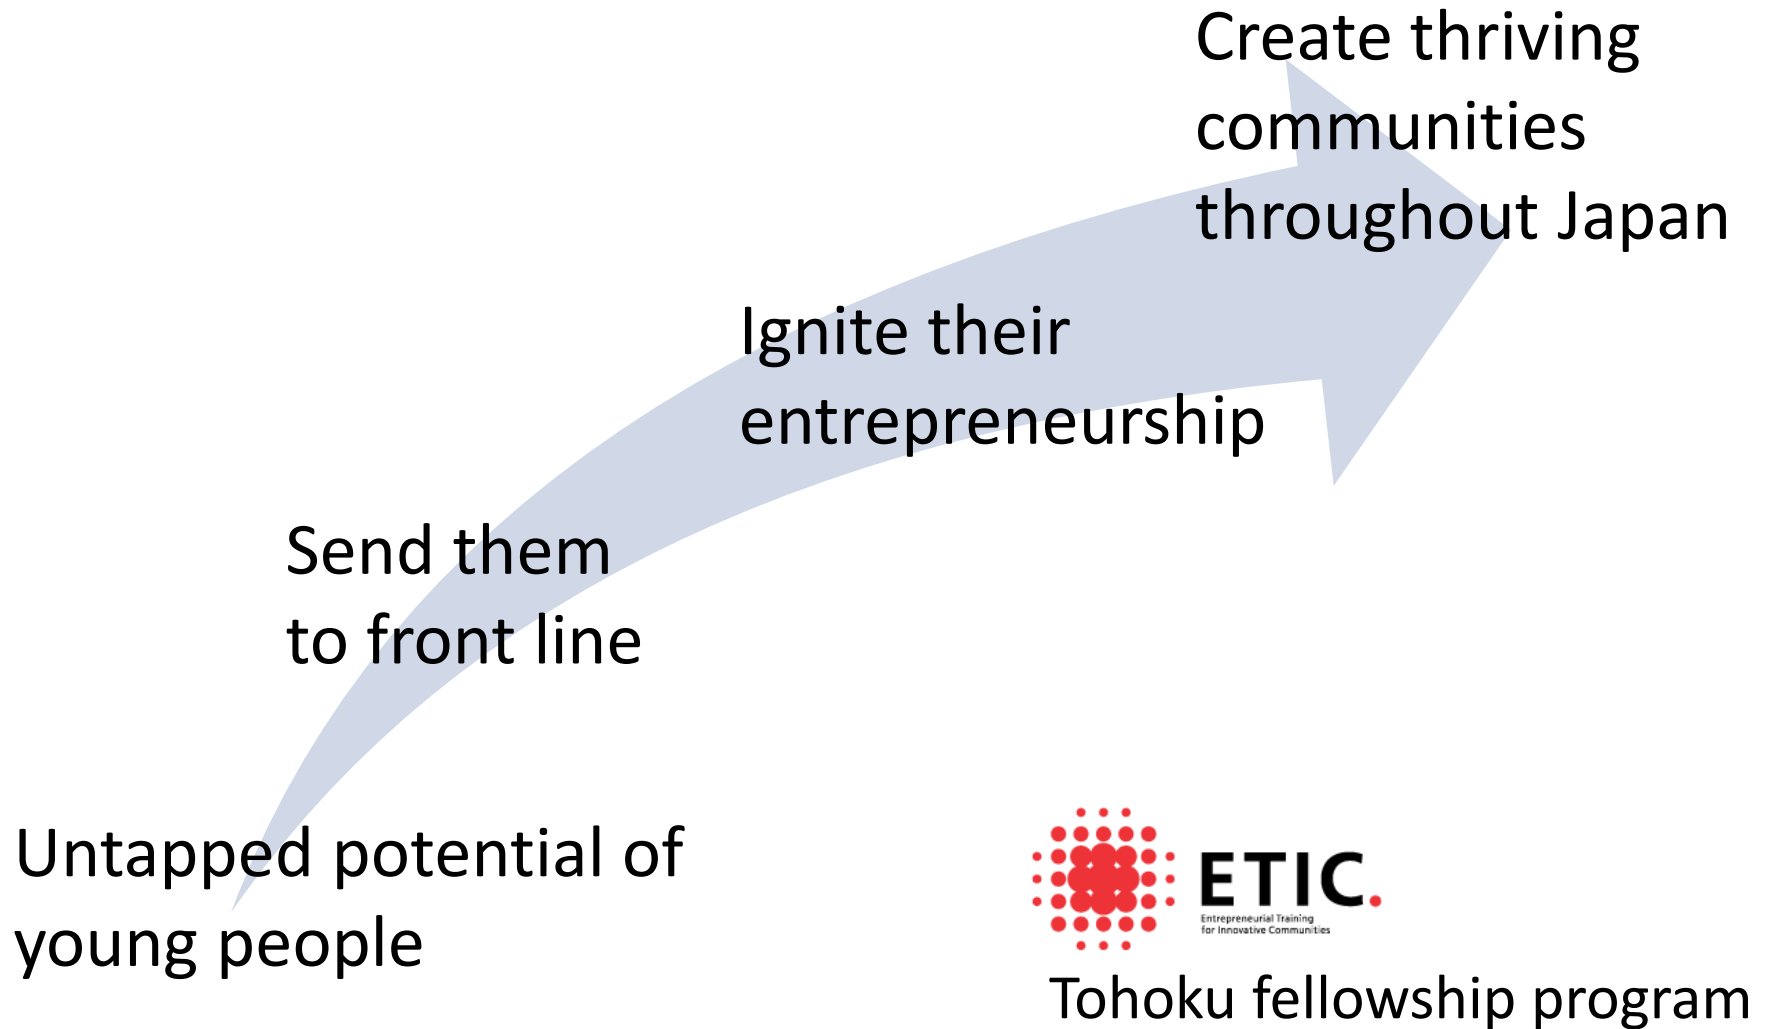 Create thriving
communities
throughout Japan
Ignite their
entrepreneurship
Send them
to front line
Untapped potential of
young people
ETIC.
Entrepreneurial Training
for Innovative Communities
Tohoku fellowship program